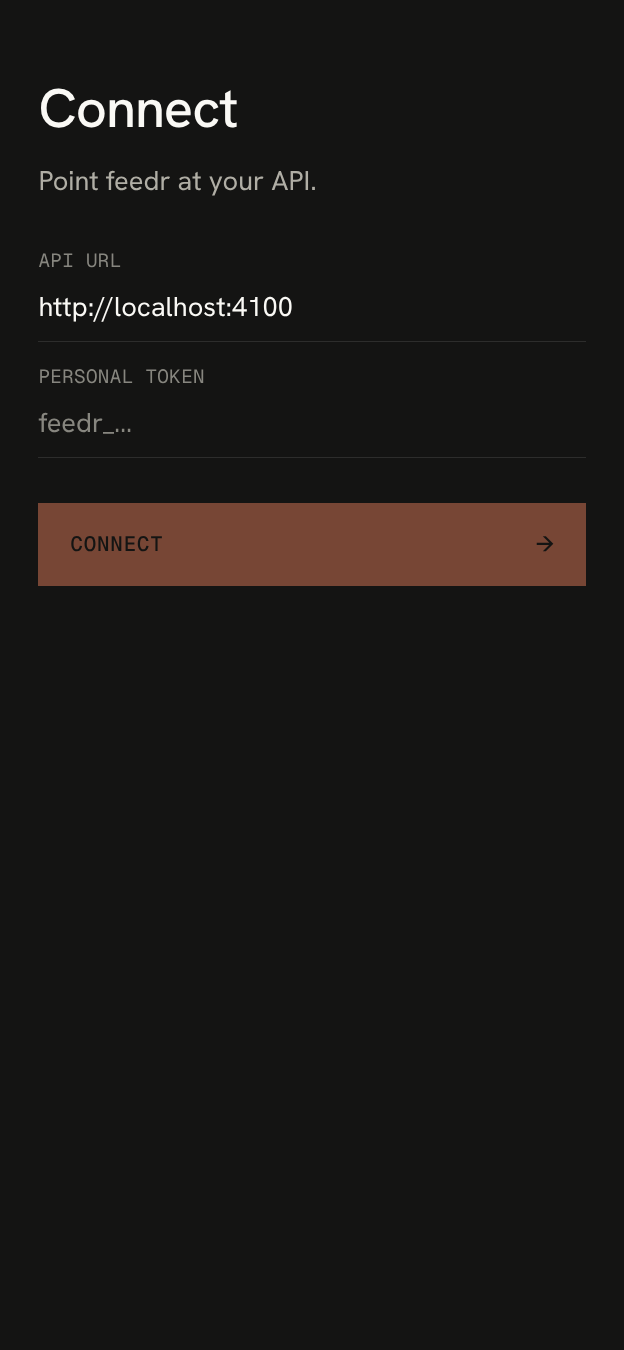 Connect
Point feedr at your API.
API URL
http://localhost:4100
PERSONAL TOKEN
feedr_...
CONNECT →